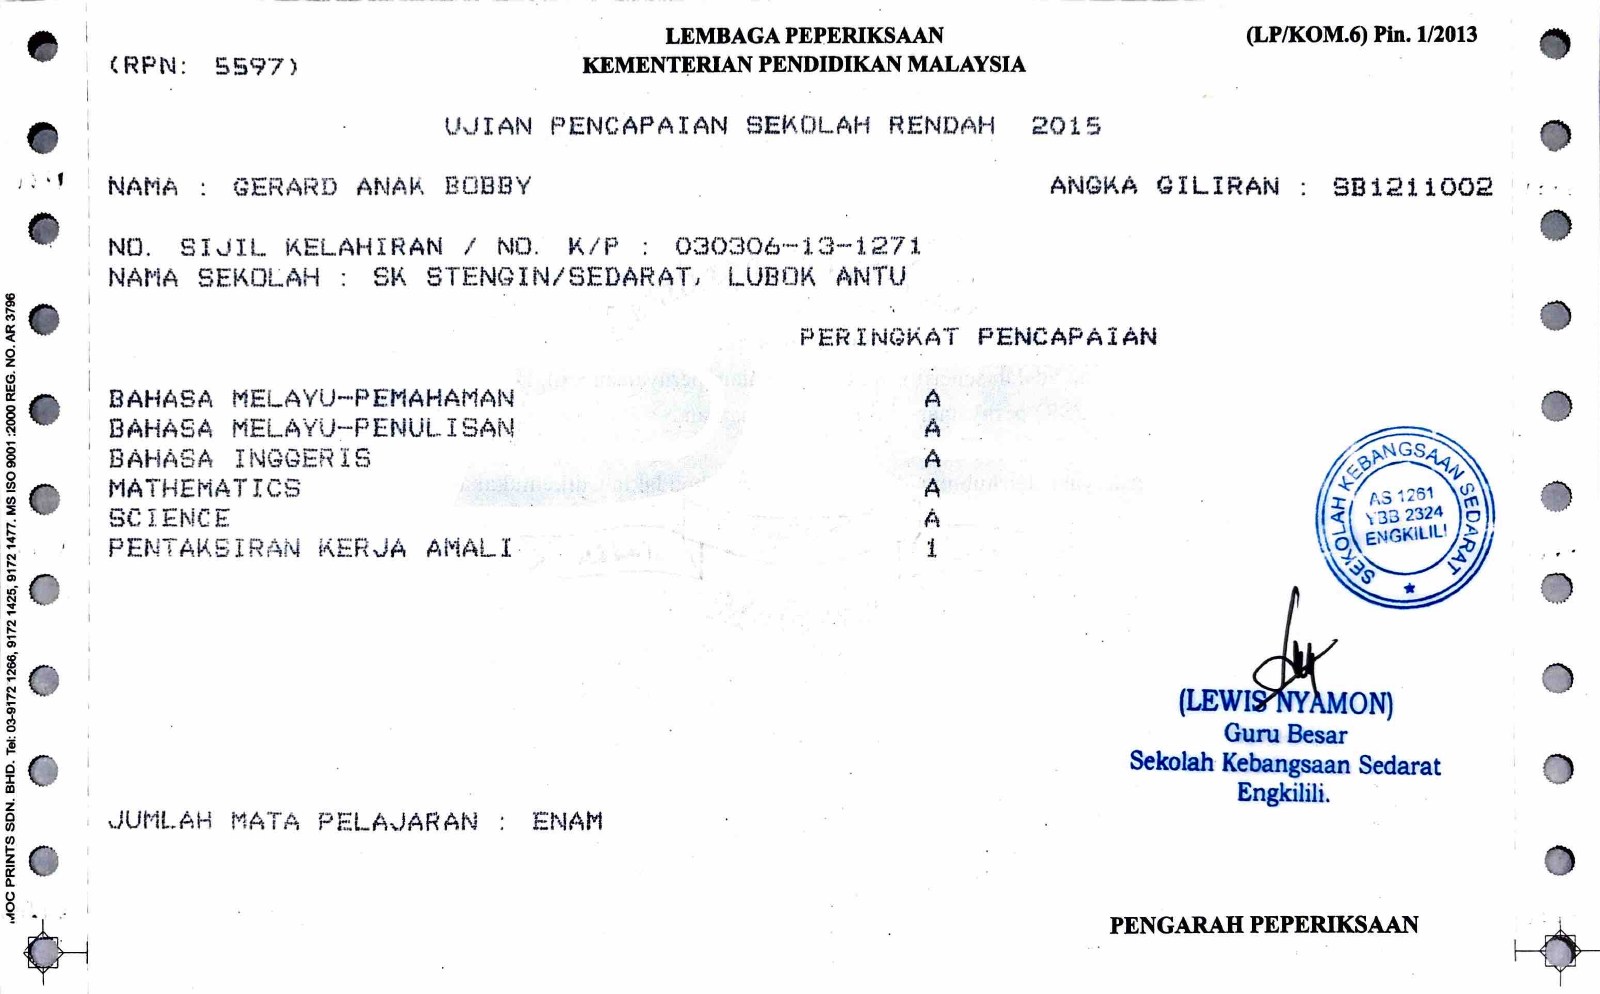 LEMBAGA PEPERIKSAAN
(LP/KOM.6) Pin. 1/2013
(RPN: 5597)
KEMENTERIAN PENDIDIKAN MALAYSIA
UJIAN PENCAPAIAN SEKOLAH RENDAH 2015
NAMA : GERARD ANAK BOBBY
ANGKA GILIRAN : SB1211002
NO. SIJIL KELAHIRAN / NO. K/P : 030306-13-1271
NAMA SEKOLAH : SK STENGIN/SEDARAT, LUBOK ANTU
PERINGKAT PENCAPAIAN
BAHASA MELAYU-PEMAHAMAN A
BAHASA MELAYU-PENULISAN A
BAHASA INGGERIS A
MATHEMATICS A
SCIENCE A
PENTAKSIRAN KERJA AMALI 1
SEKOLAH KEBANGSAAN SEDARAT
AS 1261
YBB 2324
ENGKILILI
(LEWIS NYAMON)
Guru Besar
Sekolah Kebangsaan Sedarat
Engkilili.
JUMLAH MATA PELAJARAN : ENAM
PENGARAH PEPERIKSAAN
MOC PRINTS SDN. BHD. Tel: 03-9172 1266, 9172 1425, 9172 1477. MS ISO 9001 :2000 REG. NO. AR 3796